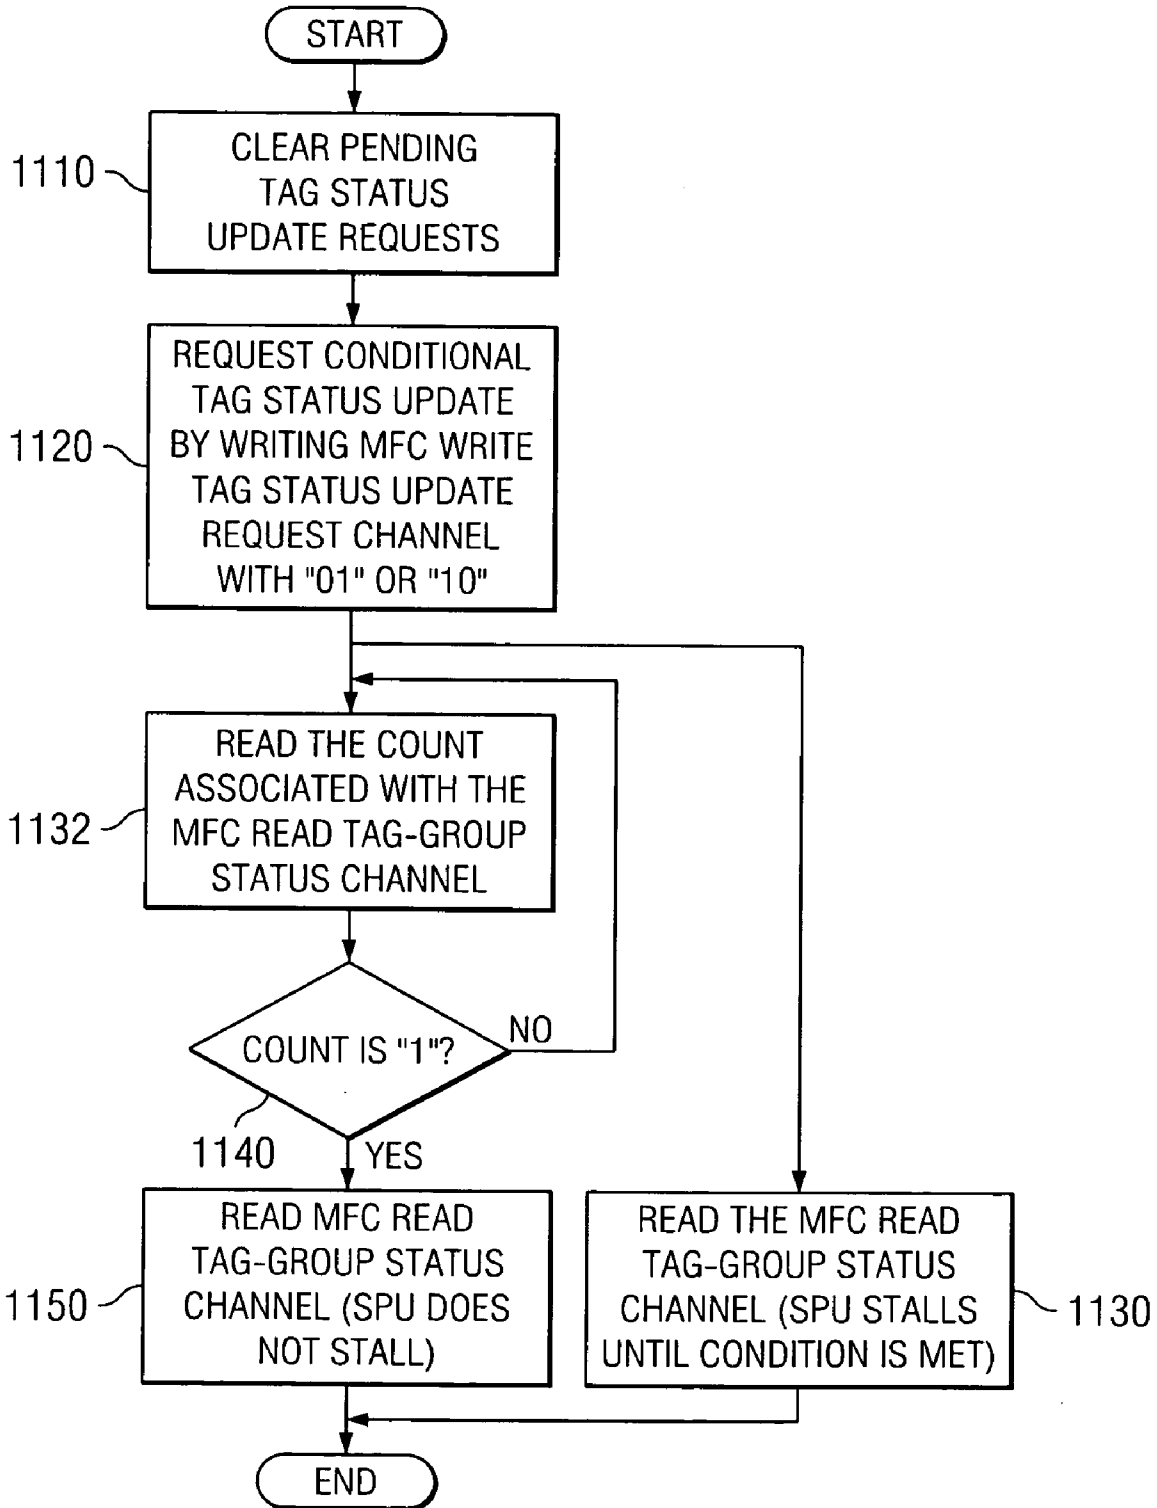 START
1110
CLEAR PENDING
TAG STATUS
UPDATE REQUESTS
1120
REQUEST CONDITIONAL
TAG STATUS UPDATE
BY WRITING MFC WRITE
TAG STATUS UPDATE
REQUEST CHANNEL
WITH "01" OR "10"
1132
READ THE COUNT
ASSOCIATED WITH THE
MFC READ TAG-GROUP
STATUS CHANNEL
COUNT IS "1"?
NO
1140
YES
1150
READ MFC READ
TAG-GROUP STATUS
CHANNEL (SPU DOES
NOT STALL)
READ THE MFC READ
TAG-GROUP STATUS
CHANNEL (SPU STALLS
UNTIL CONDITION IS MET)
1130
END